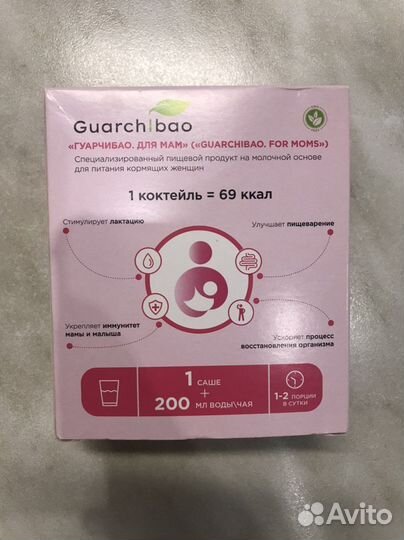 Guarchibao
«ГУАРЧИБАО. ДЛЯ МАМ» («GUARCHIBAO. FOR MOMS»)
Специализированный пищевой продукт на молочной основе
для питания кормящих женщин
1 коктейль = 69 ккал
Стимулирует лактацию
Улучшает пищеварение
Укрепляет иммунитет
мамы и малыша
Ускоряет процесс
восстановления организма
1 САШЕ
+
200 МЛ ВОДЫ\ЧАЯ
1-2 ПОРЦИИ
В СУТКИ
Avito